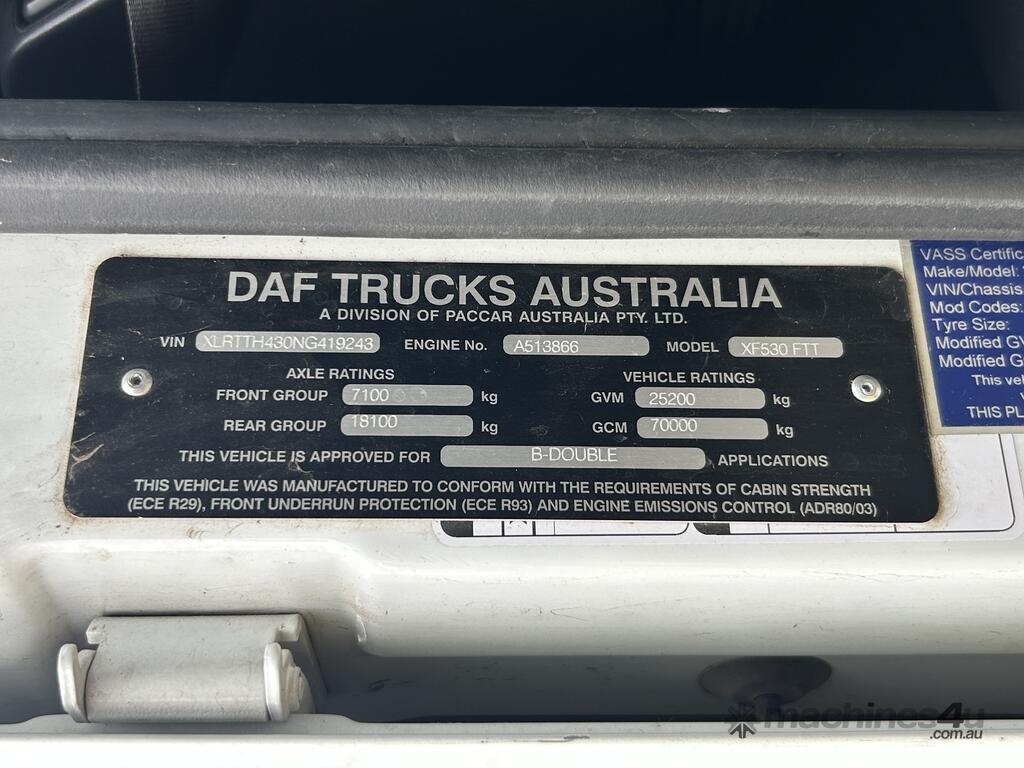 DAF TRUCKS AUSTRALIA
A DIVISION OF PACCAR AUSTRALIA PTY. LTD.
VIN XLRTTH430NG419243 ENGINE No. A513866 MODEL XF530 FTT
AXLE RATINGS
FRONT GROUP 7100 kg
REAR GROUP 18100 kg
VEHICLE RATINGS
GVM 25200 kg
GCM 70000 kg
THIS VEHICLE IS APPROVED FOR B-DOUBLE APPLICATIONS
THIS VEHICLE WAS MANUFACTURED TO CONFORM WITH THE REQUIREMENTS OF CABIN STRENGTH
(ECE R29), FRONT UNDERRUN PROTECTION (ECE R93) AND ENGINE EMISSIONS CONTROL (ADR80/03)
VASS Certific
Make/Model:
VIN/Chassis
Mod Codes:
Tyre Size:
Modified GV
Modified G
This veh
THIS PL
machines4u
.com.au